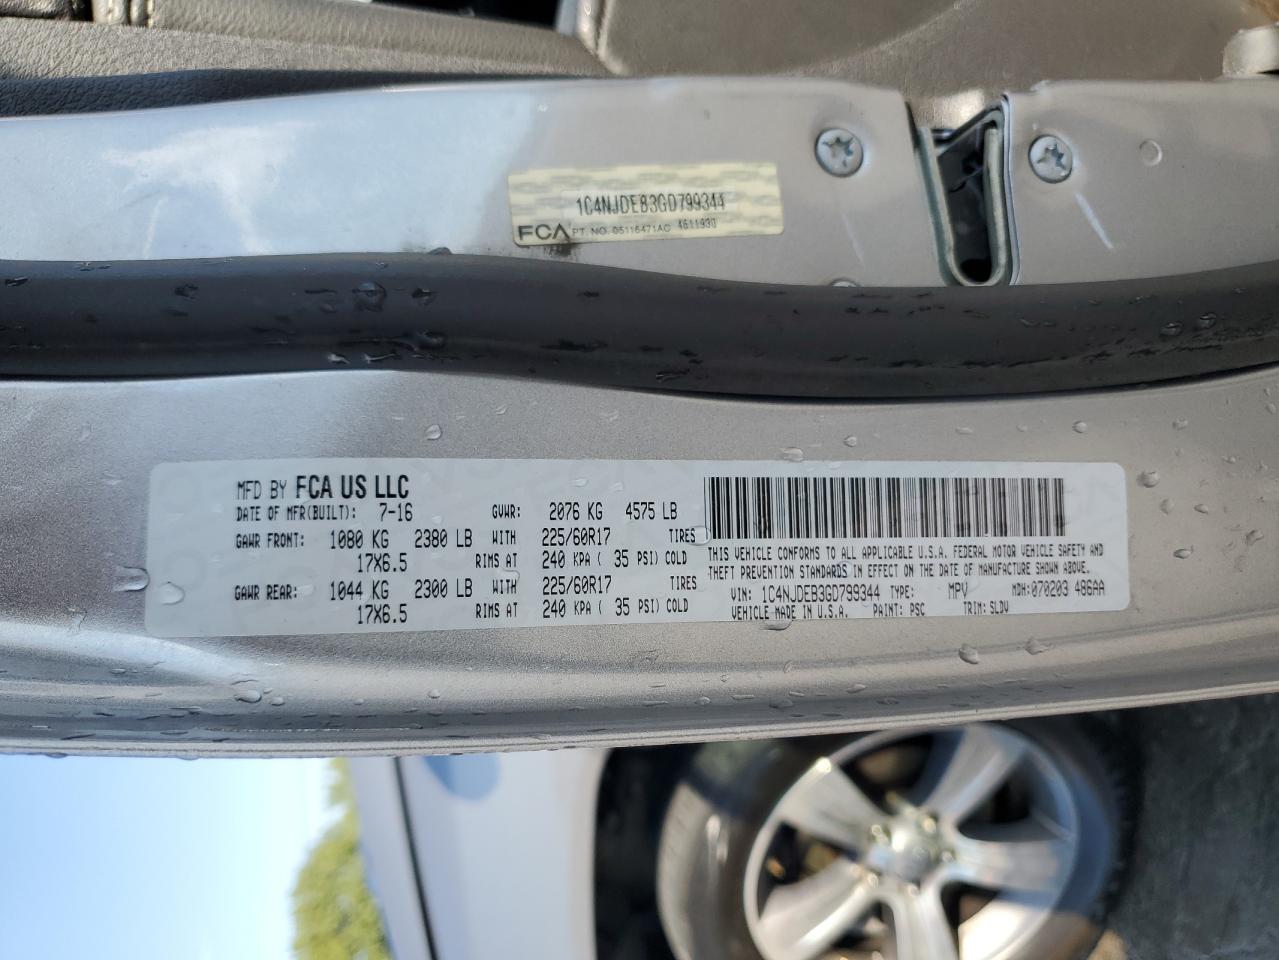 1C4NJDEB3GD799344
FCA PT. NO. 05116471AC 4611930
MFD BY FCA US LLC
DATE OF MFR(BUILT): 7-16 GVWR: 2076 KG 4575 LB
GAWR FRONT: 1080 KG 2380 LB WITH 225/60R17 TIRES
17X6.5 RIMS AT 240 KPA ( 35 PSI) COLD
GAWR REAR: 1044 KG 2300 LB WITH 225/60R17 TIRES
17X6.5 RIMS AT 240 KPA ( 35 PSI) COLD
THIS VEHICLE CONFORMS TO ALL APPLICABLE U.S.A. FEDERAL MOTOR VEHICLE SAFETY AND
THEFT PREVENTION STANDARDS IN EFFECT ON THE DATE OF MANUFACTURE SHOWN ABOVE.
VIN: 1C4NJDEB3GD799344 TYPE: MPV MDH: 070203 486AA
VEHICLE MADE IN U.S.A. PAINT: PSC TRIM: SLDV